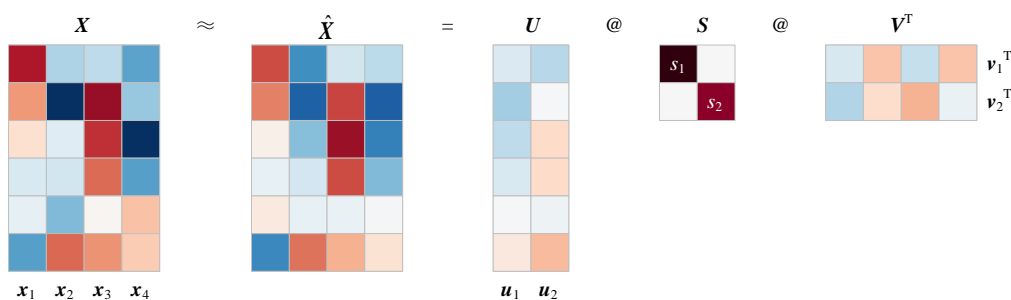 X ≈ X̂ = U @ S @ Vᵀ
s₁
v₁ᵀ
s₂
v₂ᵀ
x₁ x₂ x₃ x₄ u₁ u₂